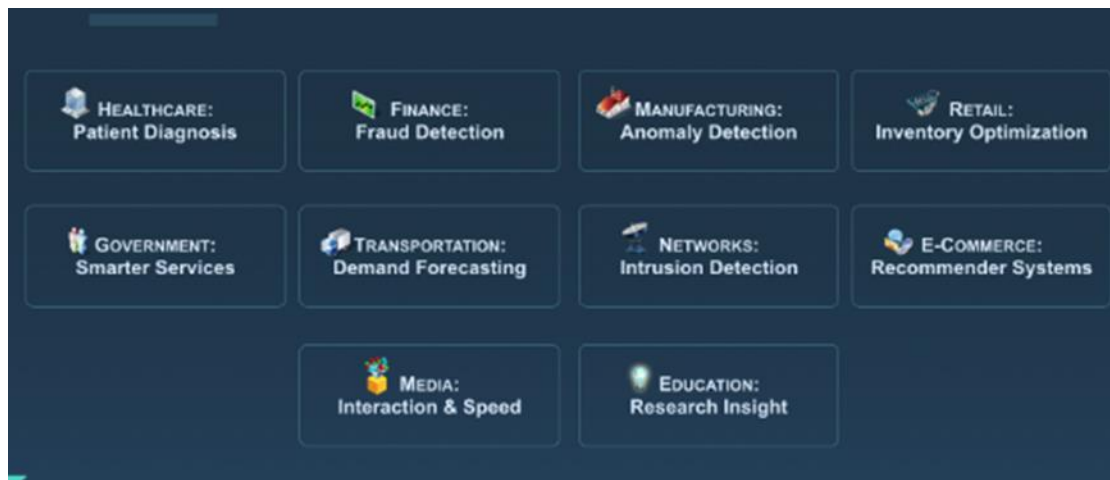 HEALTHCARE:
Patient Diagnosis
FINANCE:
Fraud Detection
MANUFACTURING:
Anomaly Detection
RETAIL:
Inventory Optimization
GOVERNMENT:
Smarter Services
TRANSPORTATION:
Demand Forecasting
NETWORKS:
Intrusion Detection
E-COMMERCE:
Recommender Systems
MEDIA:
Interaction & Speed
EDUCATION:
Research Insight